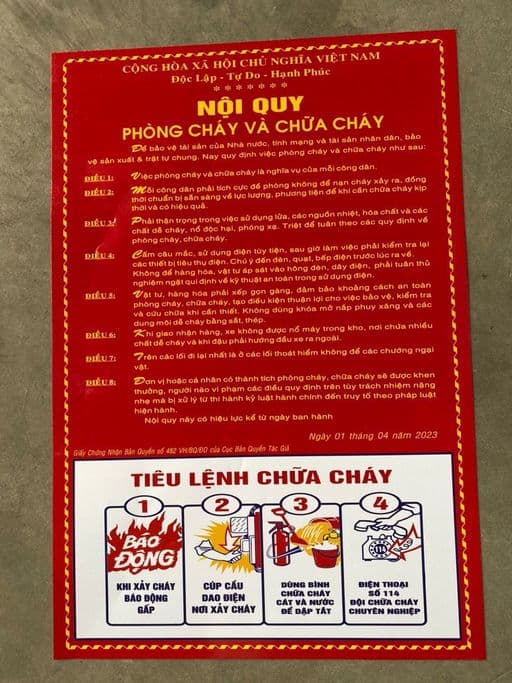 CỘNG HÒA XÃ HỘI CHỦ NGHĨA VIỆT NAM
Độc Lập - Tự Do - Hạnh Phúc
*******
NỘI QUY
PHÒNG CHÁY VÀ CHỮA CHÁY
Để bảo vệ tài sản của Nhà nước, tính mạng và tài sản nhân dân, bảo
vệ sản xuất & trật tự chung. Nay quy định việc phòng cháy và chữa cháy như sau:
ĐIỀU 1: Việc phòng cháy và chữa cháy là nghĩa vụ của mỗi công dân.
ĐIỀU 2: Mỗi công dân phải tích cực đề phòng không để nạn cháy xảy ra, đồng
thời chuẩn bị sẵn sàng về lực lượng, phương tiện để khi cần chữa cháy kịp
thời và có hiệu quả.
ĐIỀU 3: Phải thận trọng trong việc sử dụng lửa, các nguồn nhiệt, hóa chất và các
chất dễ cháy, nổ độc hại, phóng xạ. Triệt để tuân theo các quy định về
phòng cháy, chữa cháy.
ĐIỀU 4: Cấm câu mắc, sử dụng điện tùy tiện, sau giờ làm việc phải kiểm tra lại
các thiết bị tiêu thụ điện. Chú ý đến đèn, quạt, bếp điện trước lúc ra về.
Không để hàng hóa, vật tư áp sát vào hông đèn, dây điện, phải tuân thủ
nghiêm ngặt qui định về kỹ thuật an toàn trong sử dụng điện.
ĐIỀU 5: Vật tư, hàng hóa phải xếp gọn gàng, đảm bảo khoảng cách an toàn
phòng cháy, chữa cháy, tạo điều kiện thuận lợi cho việc bảo vệ, kiểm tra
và cứu chữa khi cần thiết. Không dùng khóa mở nắp phuy xăng và các
dung môi dễ cháy bằng sắt, thép.
ĐIỀU 6: Khi giao nhận hàng, xe không được nổ máy trong kho, nơi chứa nhiều
chất dễ cháy và khi đậu phải hướng đầu xe ra ngoài.
ĐIỀU 7: Trên các lối đi lại nhất là ở các lối thoát hiểm không để các chướng ngại
vật.
ĐIỀU 8: Đơn vị hoặc cá nhân có thành tích phòng cháy, chữa cháy sẽ được khen
thưởng, người nào vi phạm các điều quy định trên tùy trách nhiệm nặng
nhẹ mà bị xử lý từ thi hành kỷ luật hành chính đến truy tố theo pháp luật
hiện hành.
Nội quy này có hiệu lực kể từ ngày ban hành
Ngày 01 tháng 04 năm 2023
Giấy Chứng Nhận Bản Quyền số 482 VH/BQ/ĐO của Cục Bản Quyền Tác Giả
TIÊU LỆNH CHỮA CHÁY
1
BÁO
ĐỘNG
KHI XẢY CHÁY
BÁO ĐỘNG
GẤP
2
CÚP CẦU
DAO ĐIỆN
NƠI XẢY CHÁY
3
DÙNG BÌNH
CHỮA CHÁY
CÁT VÀ NƯỚC
ĐỂ DẬP TẮT
4
114
ĐIỆN THOẠI
SỐ 114
ĐỘI CHỮA CHÁY
CHUYÊN NGHIỆP